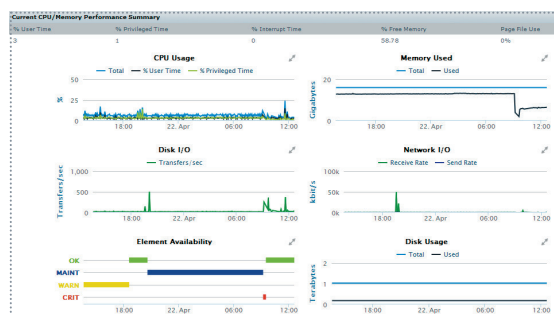 Current CPU/Memory Performance Summary
% User Time % Privileged Time % Interrupt Time % Free Memory Page File Use
3 1 0 58.78 0%
CPU Usage
Total % User Time % Privileged Time
50
25
0
%
18:00 22. Apr 06:00 12:00
Memory Used
Total Used
20
0
Gigabytes
18:00 22. Apr 06:00 12:00
Disk I/O
Transfers/sec
1,000
500
0
Transfers/sec
18:00 22. Apr 06:00 12:00
Network I/O
Receive Rate Send Rate
100k
50k
0k
kbit/s
18:00 22. Apr 06:00 12:00
Element Availability
OK
MAINT
WARN
CRIT
18:00 22. Apr 06:00 12:00
Disk Usage
Total Used
2
1
0
Terabytes
18:00 22. Apr 06:00 12:00